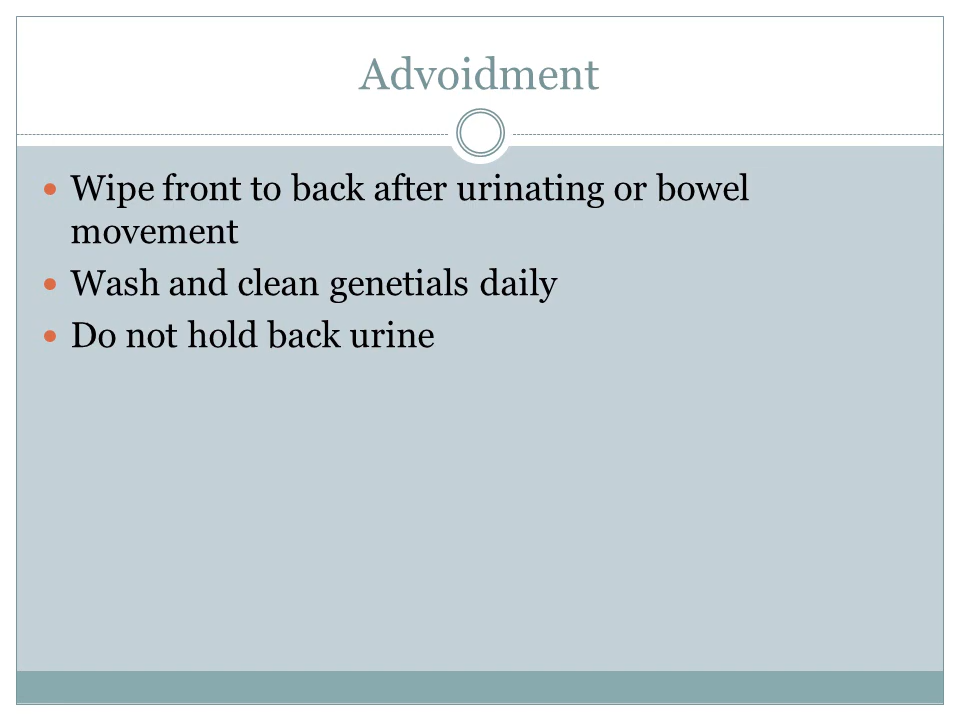 Advoidment
• Wipe front to back after urinating or bowel
movement
• Wash and clean genetials daily
• Do not hold back urine